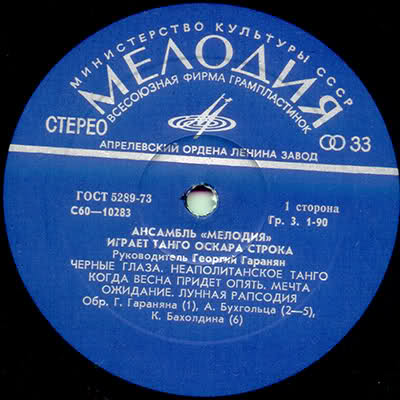 МИНИСТЕРСТВО КУЛЬТУРЫ СССР
МЕЛОДИЯ
ВСЕСОЮЗНАЯ ФИРМА ГРАМПЛАСТИНОК
СТЕРЕО
33
АПРЕЛЕВСКИЙ ОРДЕНА ЛЕНИНА ЗАВОД
ГОСТ 5289-73
1 сторона
С60—10283
Гр. 3. 1-90
АНСАМБЛЬ «МЕЛОДИЯ»
ИГРАЕТ ТАНГО ОСКАРА СТРОКА
Руководитель Георгий Гаранян
ЧЕРНЫЕ ГЛАЗА. НЕАПОЛИТАНСКОЕ ТАНГО
КОГДА ВЕСНА ПРИДЕТ ОПЯТЬ. МЕЧТА
ОЖИДАНИЕ. ЛУННАЯ РАПСОДИЯ
Обр. Г. Гараняна (1), А. Бухгольца (2—5),
К. Бахолдина (6)